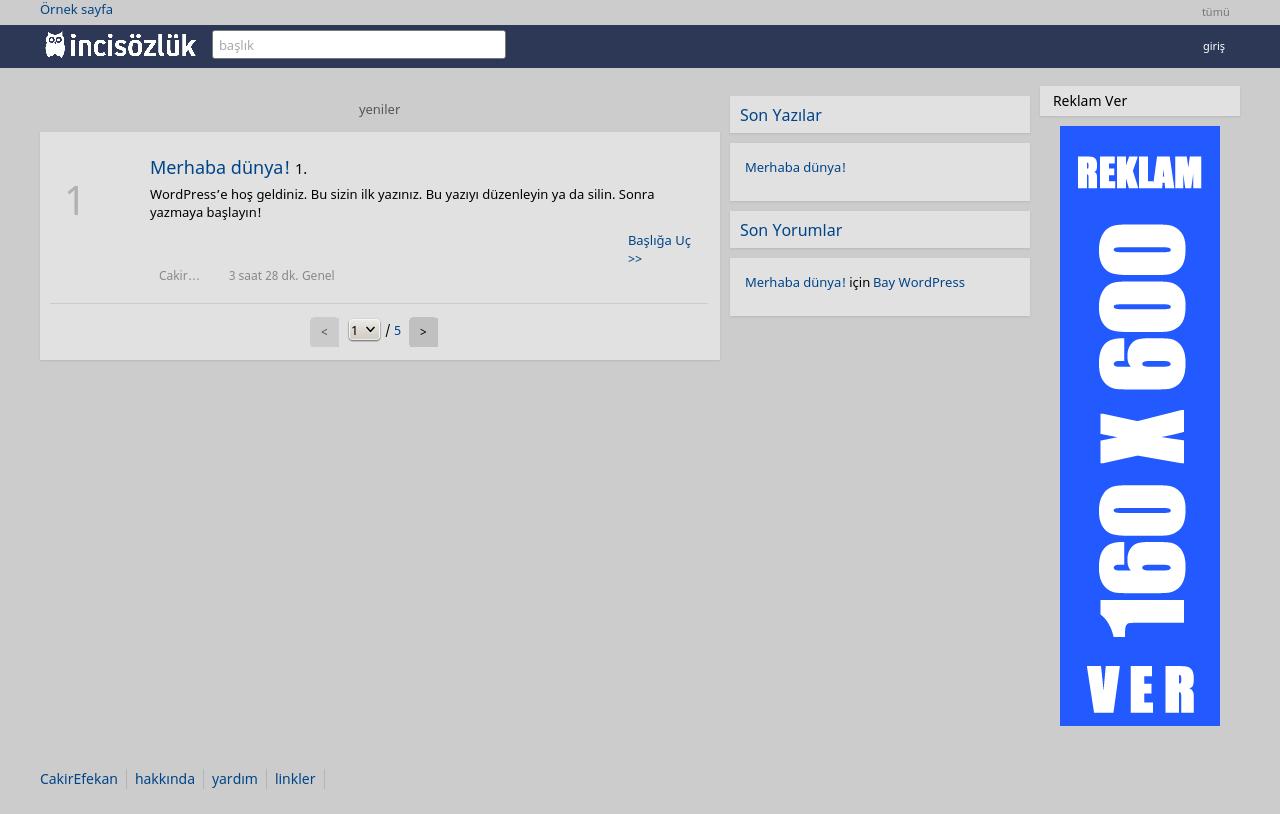 Örnek sayfa
tümü
incisözlük
başlık
giriş
yeniler
1
Merhaba dünya! 1.
WordPress’e hoş geldiniz. Bu sizin ilk yazınız. Bu yazıyı düzenleyin ya da silin. Sonra
yazmaya başlayın!
Başlığa Uç
>>
Cakir... 3 saat 28 dk. Genel
< 1 / 5 >
Son Yazılar
Merhaba dünya!
Son Yorumlar
Merhaba dünya! için Bay WordPress
Reklam Ver
REKLAM
160 X 600
VER
CakirEfekan
hakkında
yardım
linkler